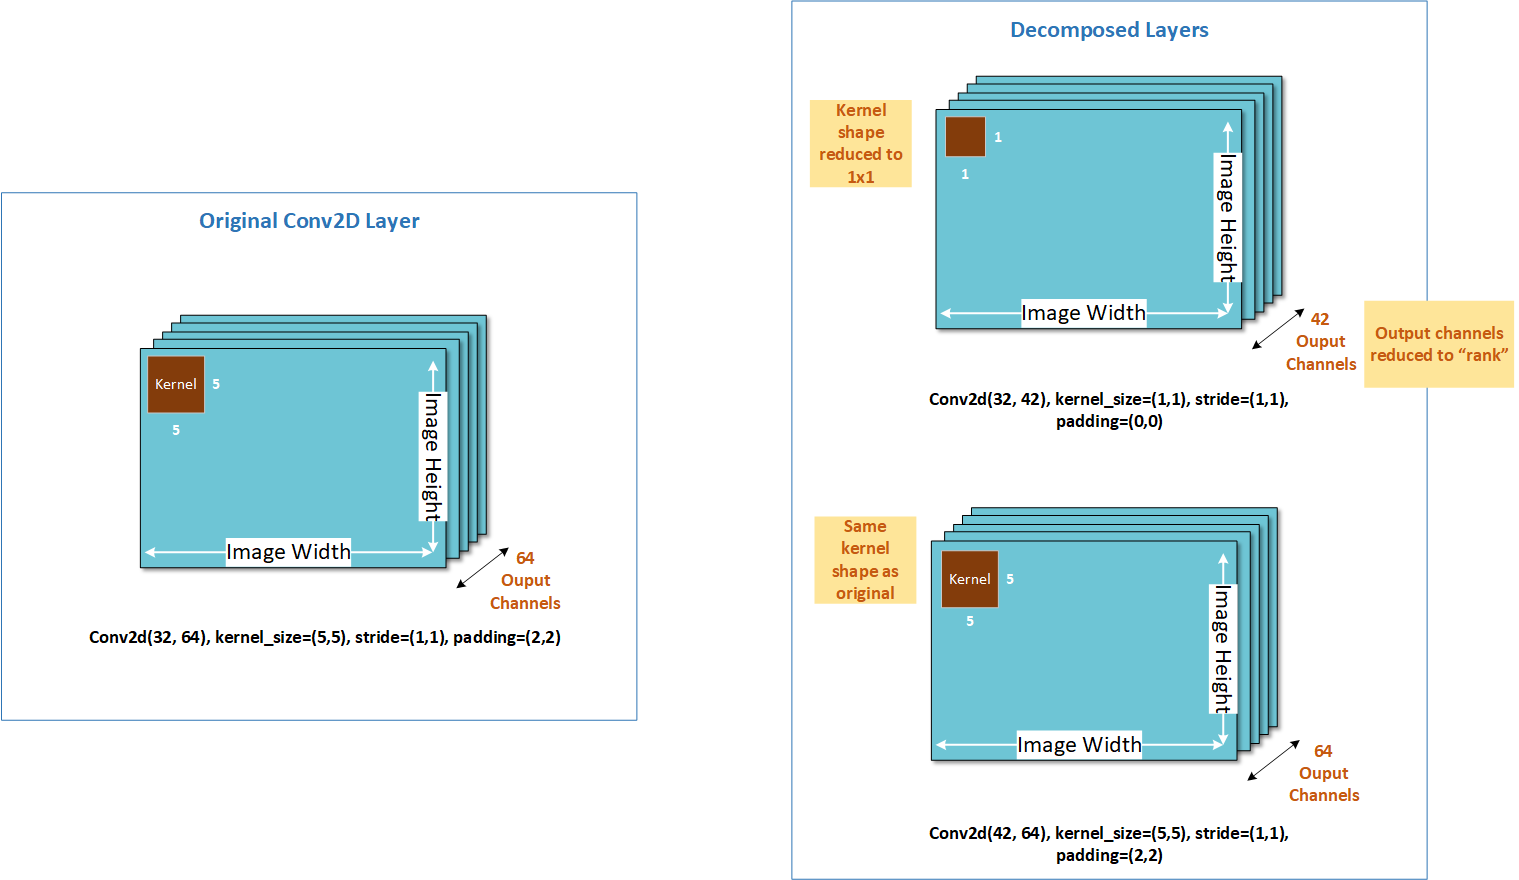 Original Conv2D Layer
Kernel
5
5
Image Height
Image Width
64
Ouput
Channels
Conv2d(32, 64), kernel_size=(5,5), stride=(1,1), padding=(2,2)
Decomposed Layers
Kernel
shape
reduced to
1x1
1
1
Image Height
Image Width
42
Ouput
Channels
Output channels
reduced to “rank”
Conv2d(32, 42), kernel_size=(1,1), stride=(1,1),
padding=(0,0)
Same
kernel
shape as
original
Kernel
5
5
Image Height
Image Width
64
Ouput
Channels
Conv2d(42, 64), kernel_size=(5,5), stride=(1,1),
padding=(2,2)